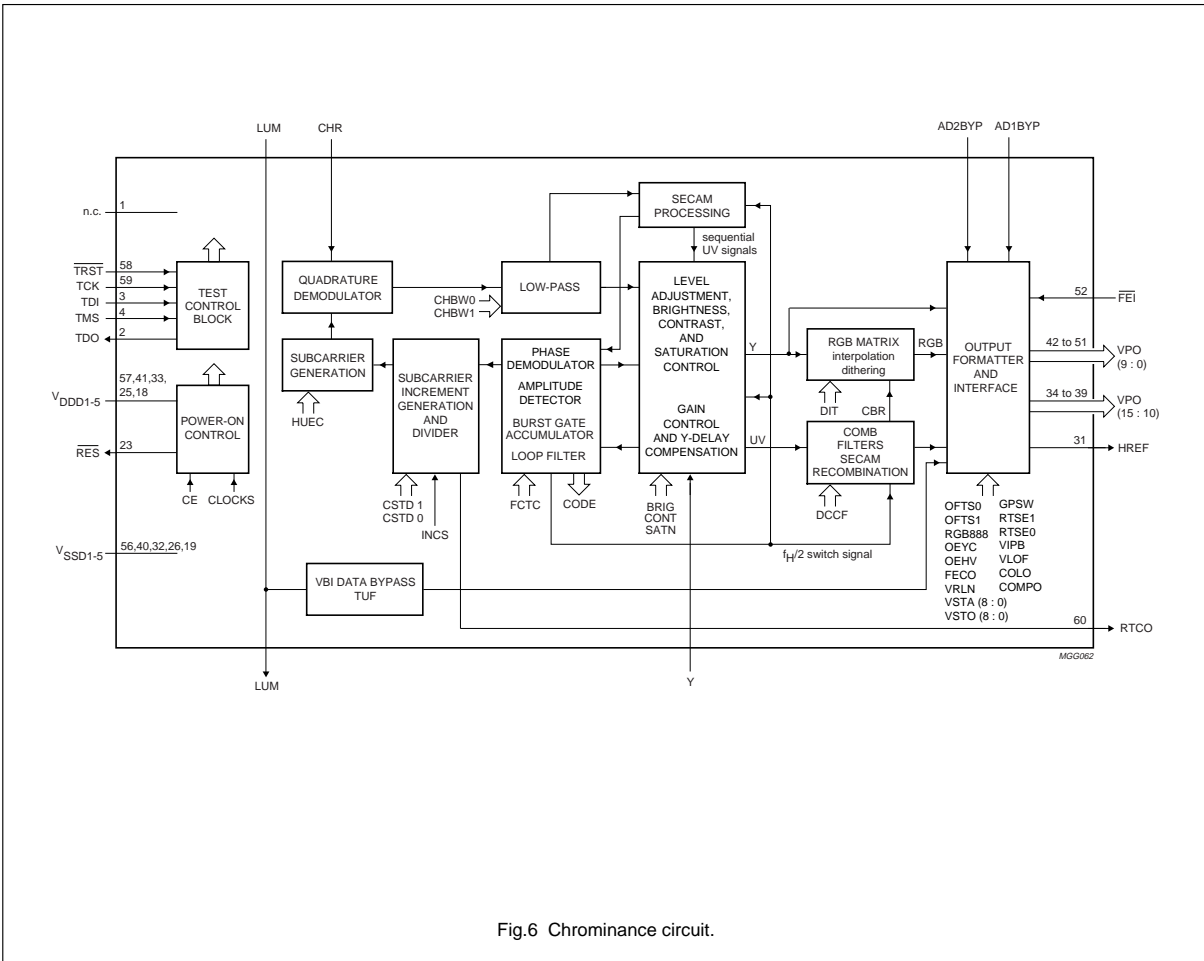 LUM
CHR
AD2BYP
AD1BYP
n.c.
1
TRST
58
TCK
59
TDI
3
TMS
4
TDO
2
TEST
CONTROL
BLOCK
57,41,33,
25,18
VDDD1-5
POWER-ON
CONTROL
RES
23
CE
CLOCKS
VSSD1-5
56,40,32,26,19
QUADRATURE
DEMODULATOR
SUBCARRIER
GENERATION
HUEC
LOW-PASS
CHBW0
CHBW1
SECAM
PROCESSING
sequential
UV signals
SUBCARRIER
INCREMENT
GENERATION
AND
DIVIDER
CSTD 1
CSTD 0
INCS
PHASE
DEMODULATOR
AMPLITUDE
DETECTOR
BURST GATE
ACCUMULATOR
LOOP FILTER
FCTC
CODE
LEVEL
ADJUSTMENT,
BRIGHTNESS,
CONTRAST,
AND
SATURATION
CONTROL
GAIN
CONTROL
AND Y-DELAY
COMPENSATION
Y
UV
BRIG
CONT
SATN
RGB MATRIX
interpolation
dithering
RGB
DIT
CBR
COMB
FILTERS
SECAM
RECOMBINATION
DCCF
fH/2 switch signal
OUTPUT
FORMATTER
AND
INTERFACE
52
FEI
42 to 51
VPO
(9 : 0)
34 to 39
VPO
(15 : 10)
31
HREF
OFTS0
OFTS1
RGB888
OEYC
OEHV
FECO
VRLN
VSTA (8 : 0)
VSTO (8 : 0)
GPSW
RTSE1
RTSE0
VIPB
VLOF
COLO
COMPO
VBI DATA BYPASS
TUF
60
RTCO
MGG062
LUM
Y
Fig.6 Chrominance circuit.